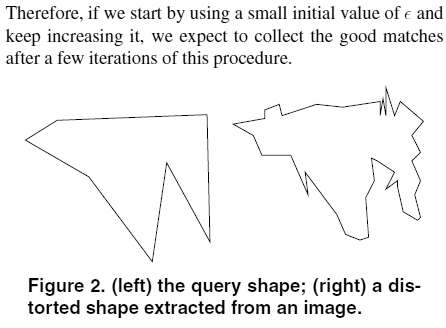 Therefore, if we start by using a small initial value of ϵ and
keep increasing it, we expect to collect the good matches
after a few iterations of this procedure.
Figure 2. (left) the query shape; (right) a dis-
torted shape extracted from an image.